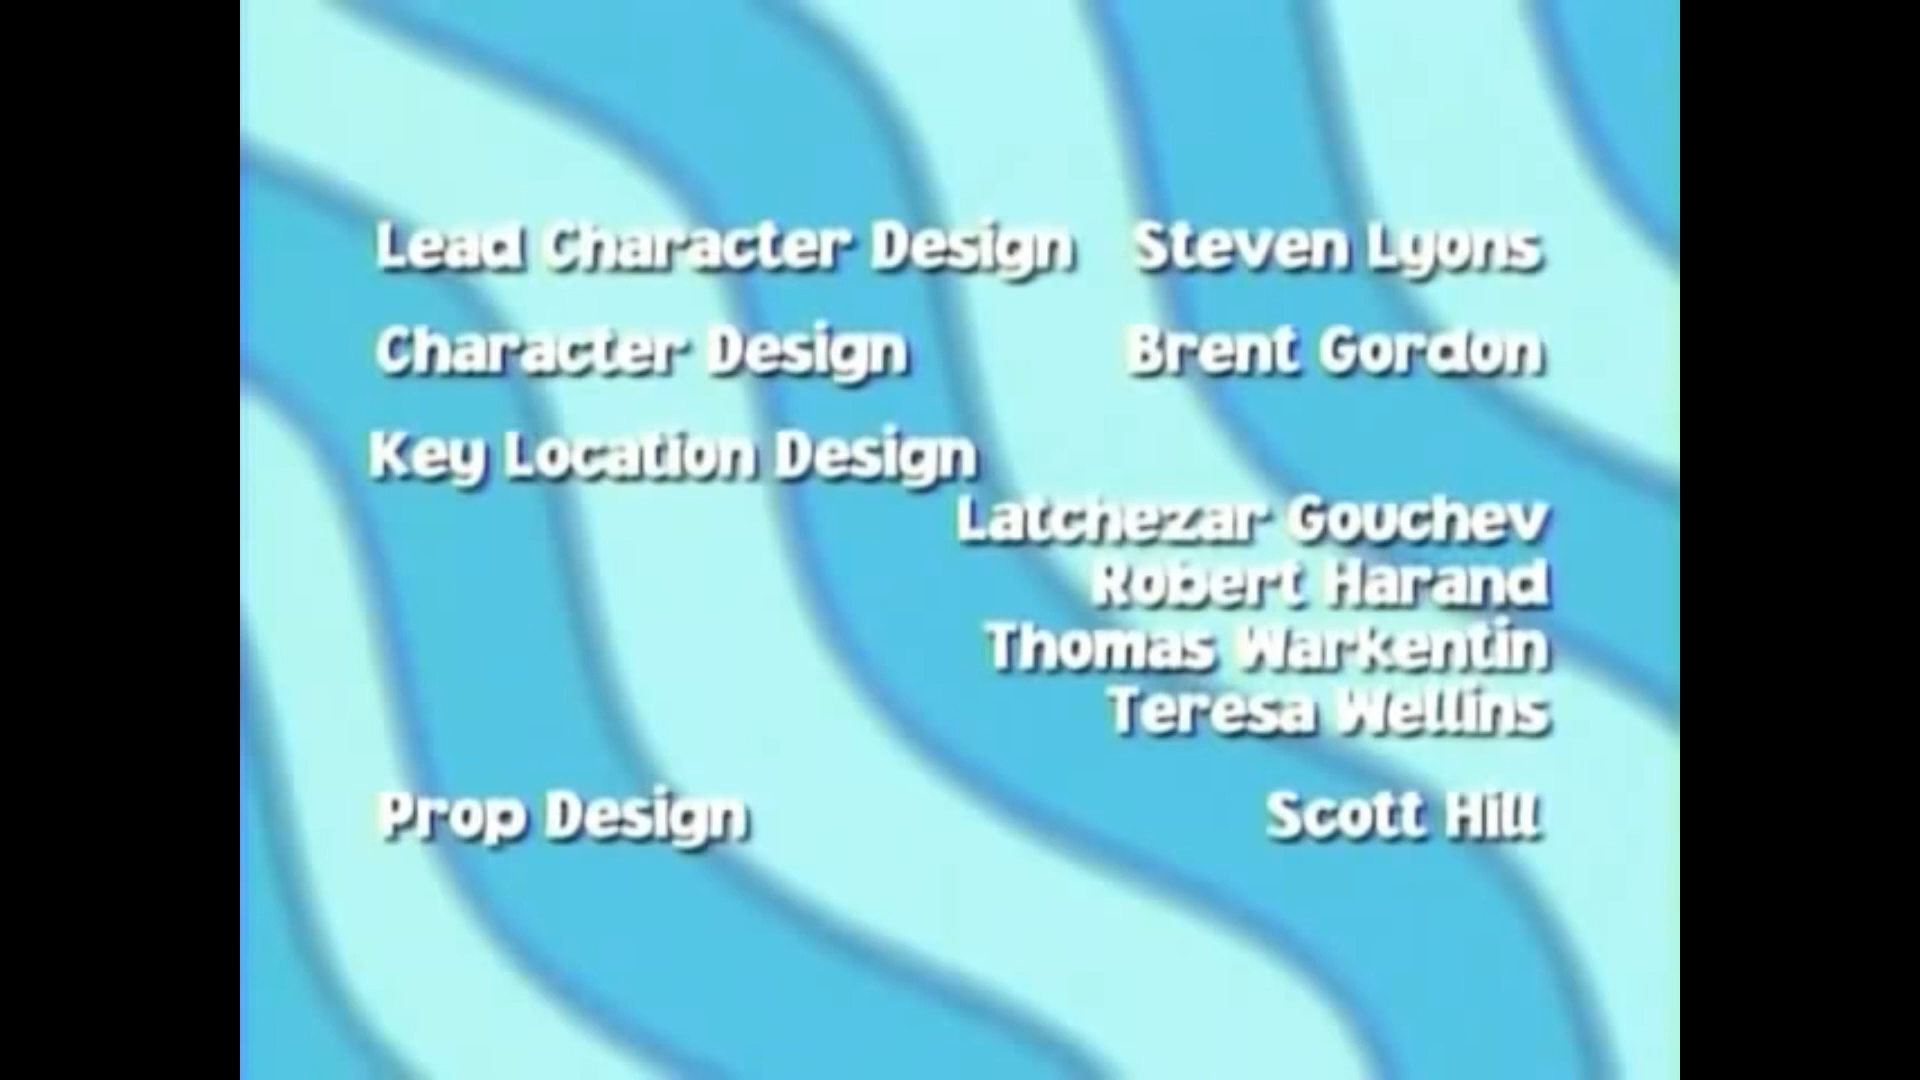 Lead Character Design Steven Lyons
Character Design Brent Gordon
Key Location Design
Latchezar Gouchev
Robert Harand
Thomas Warkentin
Teresa Wellins
Prop Design Scott Hill